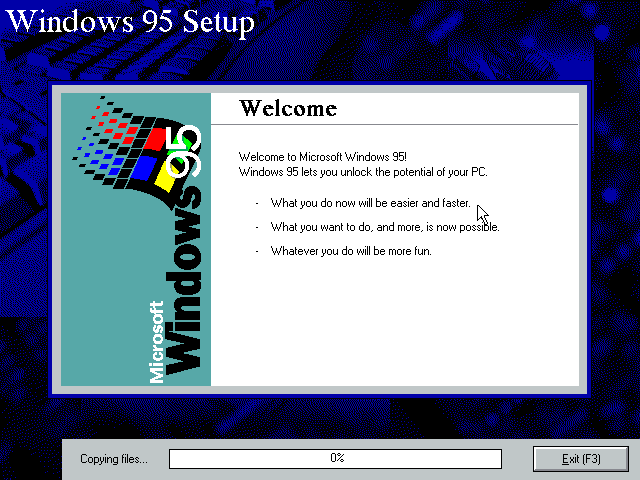 Windows 95 Setup
Welcome
Microsoft
Windows 95
Welcome to Microsoft Windows 95!
Windows 95 lets you unlock the potential of your PC.
- What you do now will be easier and faster.
- What you want to do, and more, is now possible.
- Whatever you do will be more fun.
Copying files...
0%
Exit (F3)